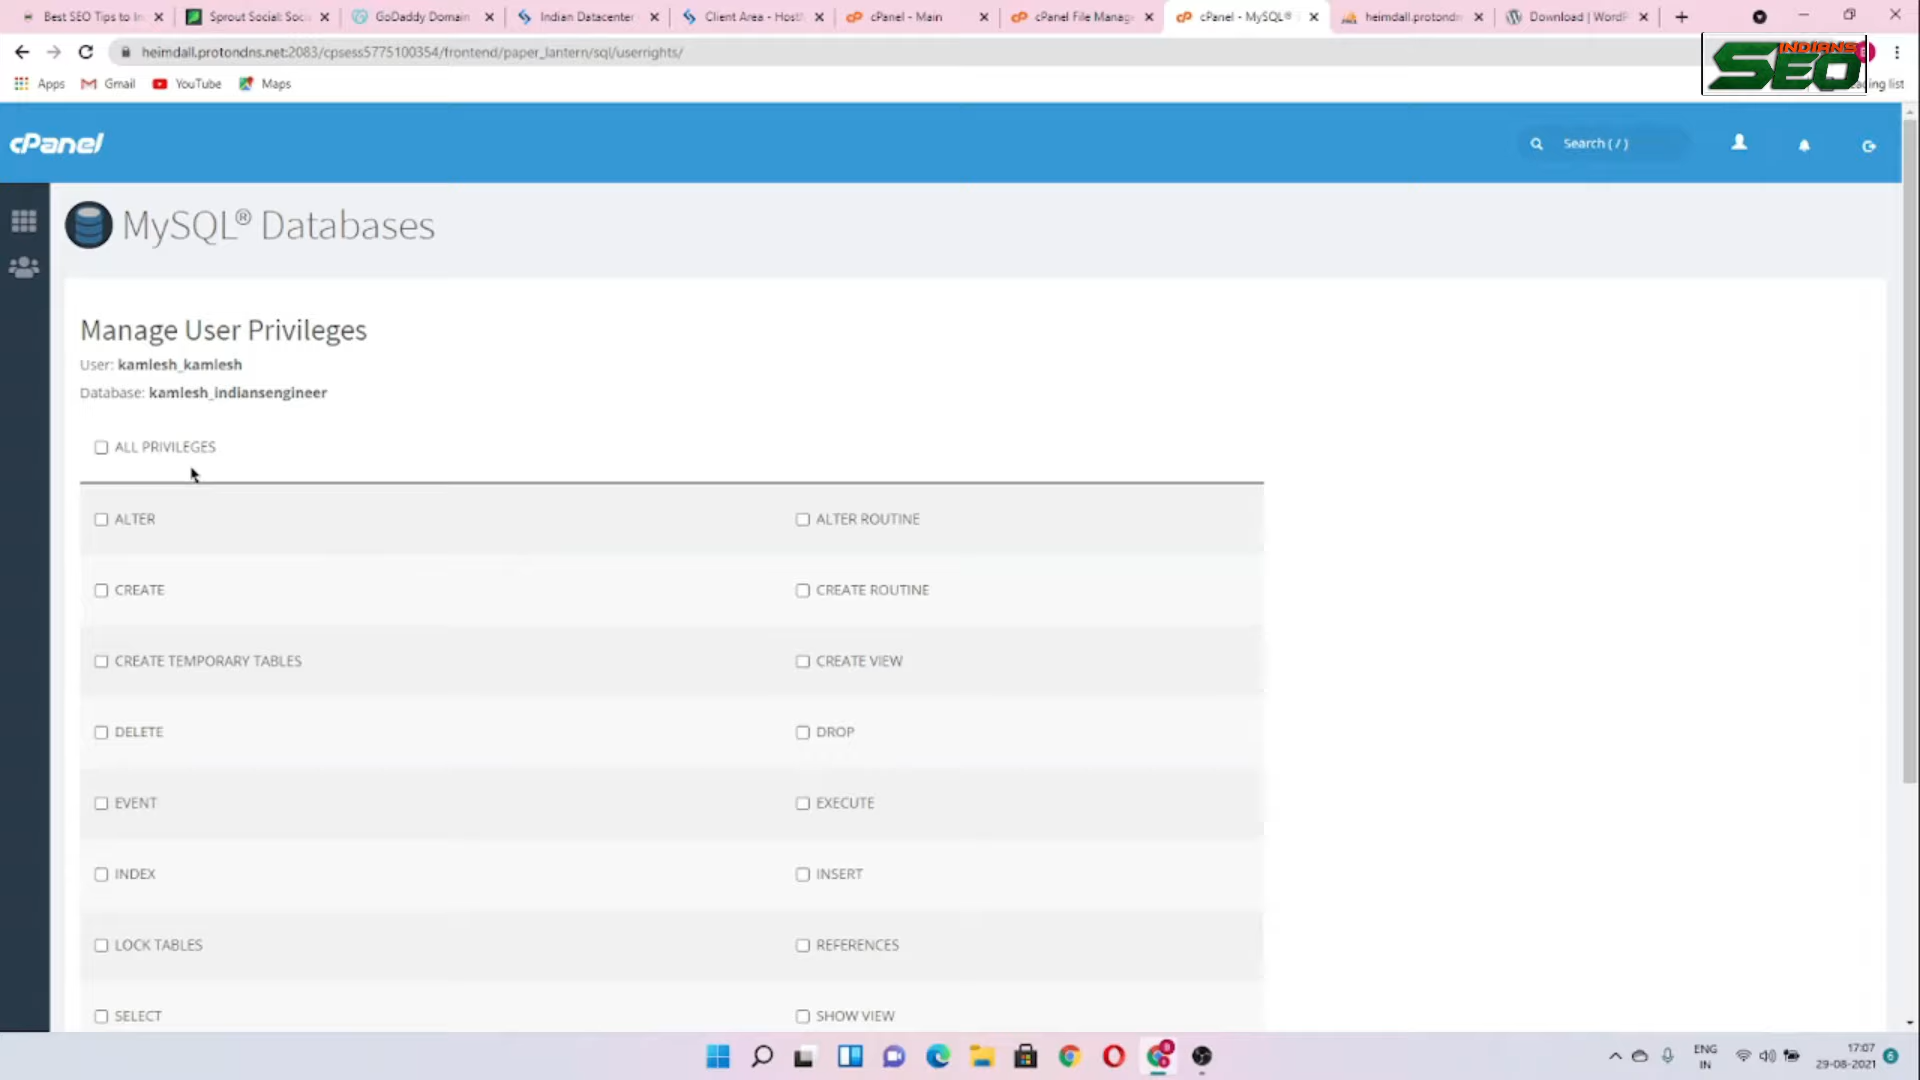 Best SEO Tips to In
Sprout Social: Soci
GoDaddy Domain
Indian Datacenter
Client Area - Host
cPanel - Main
cPanel File Manag
cPanel - MySQL®
heimdall.protondn
Download | WordP
heimdall.protondns.net:2083/cpsess5775100354/frontend/paper_lantern/sql/userrights/
INDIANS
SEO
Apps
Gmail
YouTube
Maps
ing list
cPanel
Search ( / )
MySQL® Databases
Manage User Privileges
User: kamlesh_kamlesh
Database: kamlesh_indiansengineer
ALL PRIVILEGES
ALTER
ALTER ROUTINE
CREATE
CREATE ROUTINE
CREATE TEMPORARY TABLES
CREATE VIEW
DELETE
DROP
EVENT
EXECUTE
INDEX
INSERT
LOCK TABLES
REFERENCES
SELECT
SHOW VIEW
ENG
IN
17:07
29-08-2021
6